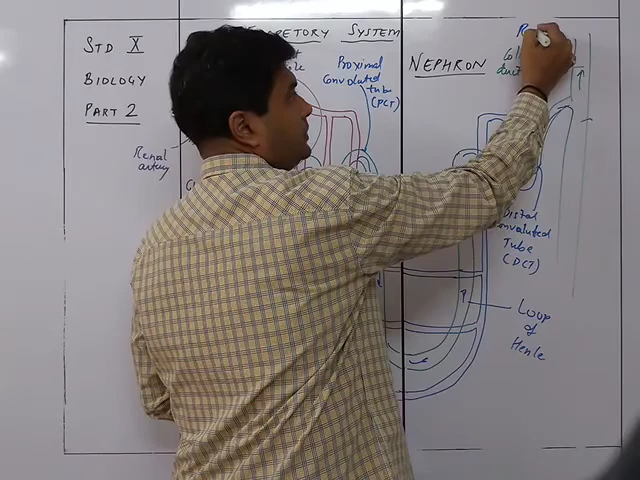 STD X
BIOLOGY
PART 2
SYSTEM
NEPHRON
Proximal
Convoluted
tube
(PCT)
Renal
artery
Distal
Convoluted
Tube
(DCT)
Loop
of
Henle